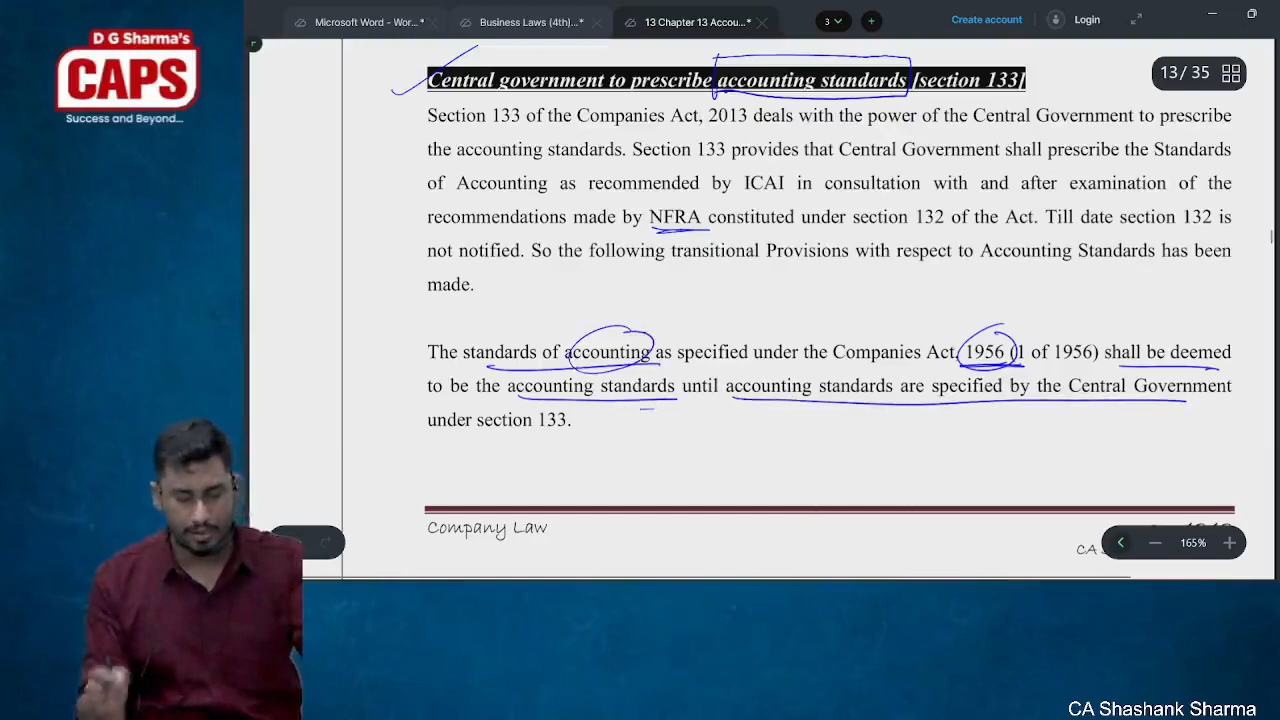 D G Sharma's
CAPS
Success and Beyond...
Microsoft Word - Wor...*
Business Laws (4th)...*
13 Chapter 13 Accou...*
3
Create account
Login
13 / 35
Central government to prescribe accounting standards [section 133]
Section 133 of the Companies Act, 2013 deals with the power of the Central Government to prescribe
the accounting standards. Section 133 provides that Central Government shall prescribe the Standards
of Accounting as recommended by ICAI in consultation with and after examination of the
recommendations made by NFRA constituted under section 132 of the Act. Till date section 132 is
not notified. So the following transitional Provisions with respect to Accounting Standards has been
made.
The standards of accounting as specified under the Companies Act, 1956 (1 of 1956) shall be deemed
to be the accounting standards until accounting standards are specified by the Central Government
under section 133.
Company Law
CA
165%
CA Shashank Sharma